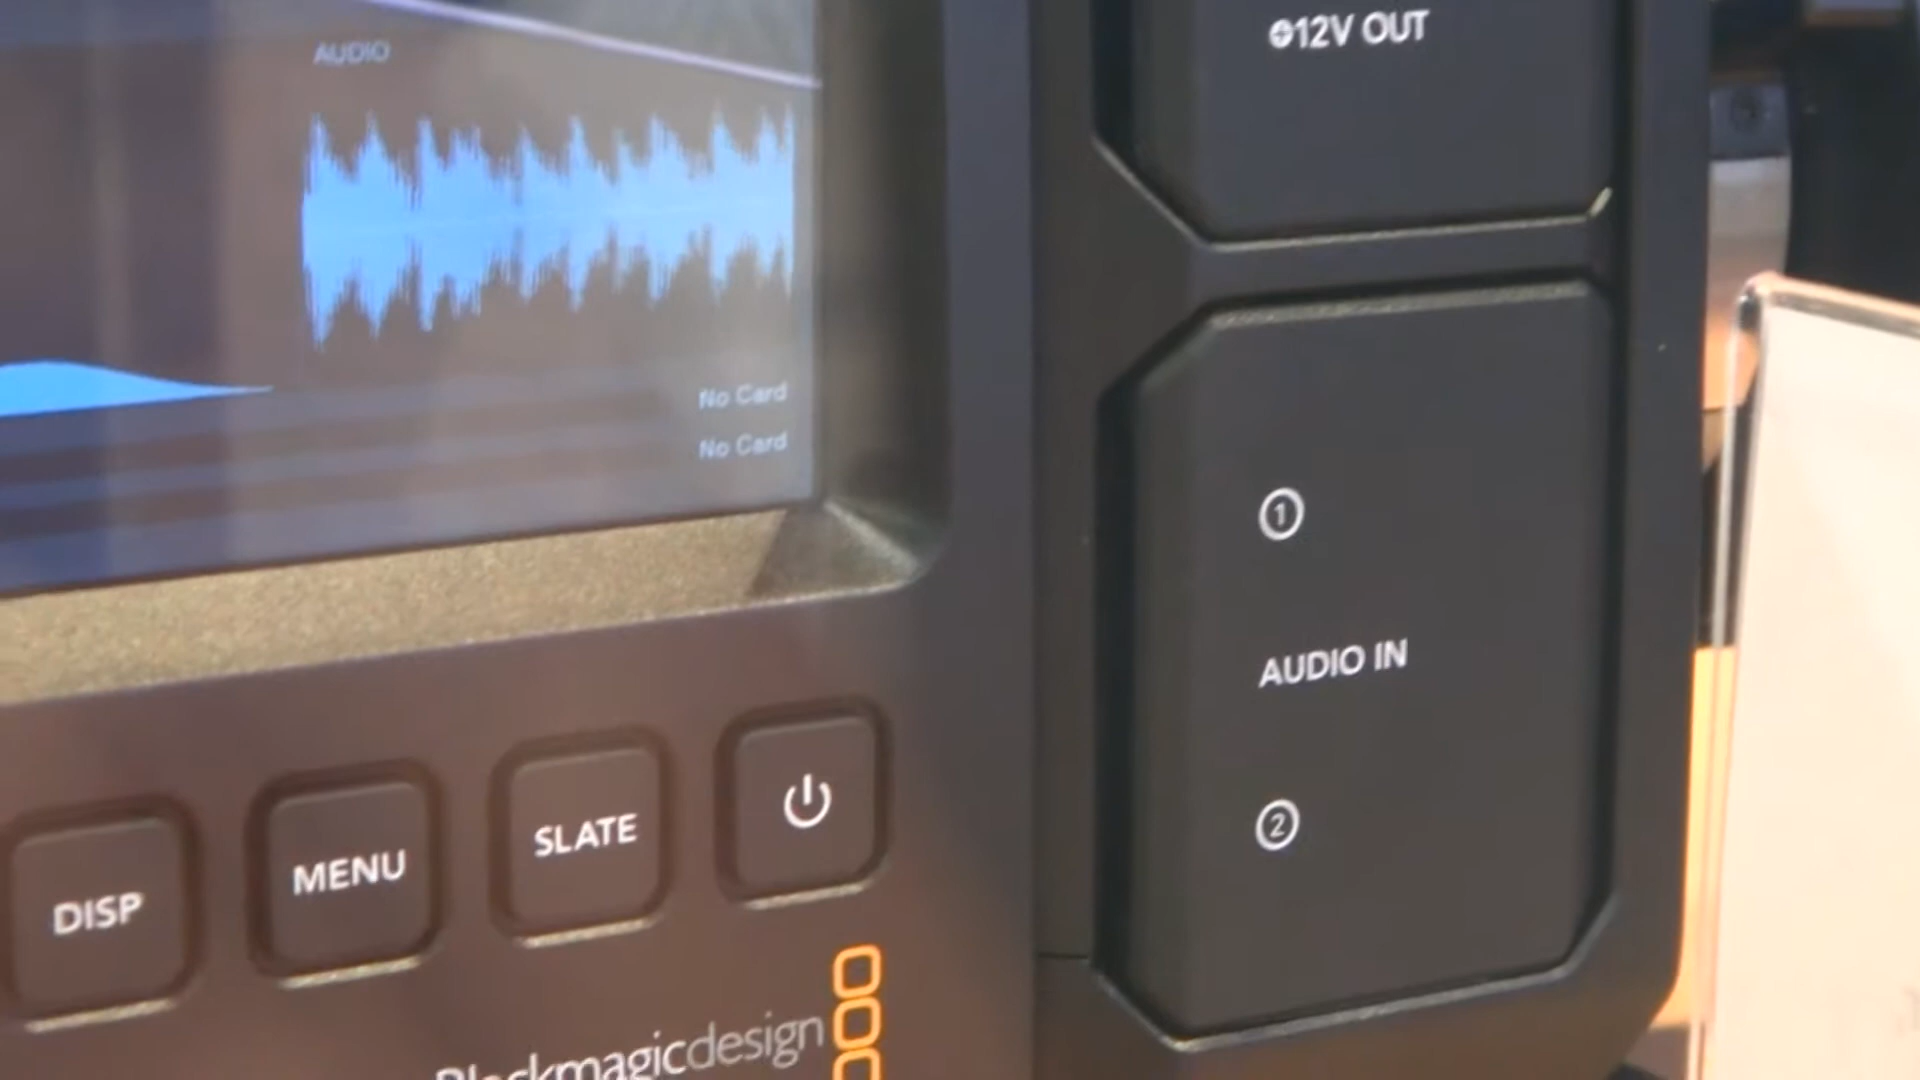 AUDIO
12V OUT
No Card
No Card
1
AUDIO IN
2
DISP
MENU
SLATE
Blackmagicdesign